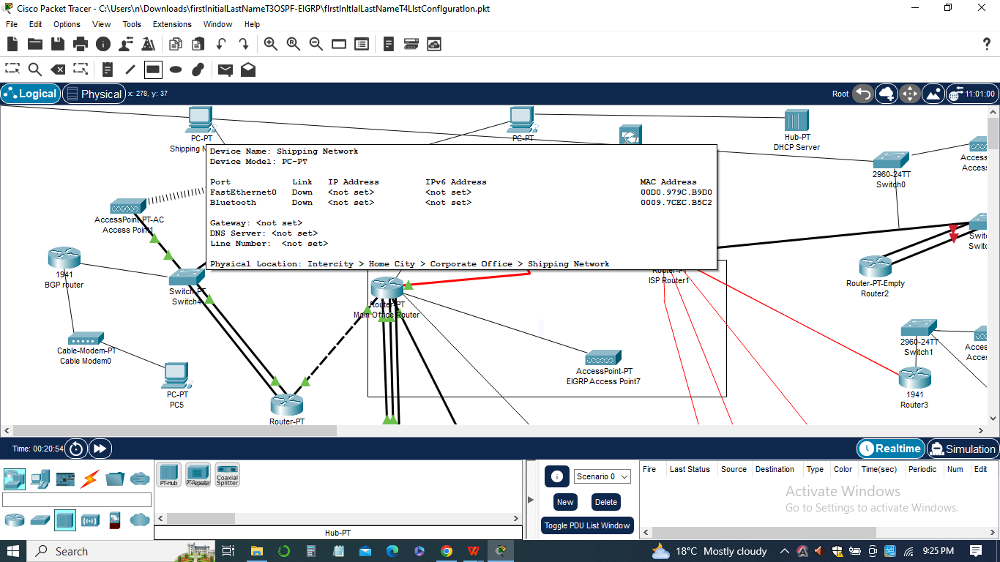 Cisco Packet Tracer - C:\Users\n\Downloads\firstInitialLastNameT3OSPF-EIGRP\fIrstInItIalLastNameT4LIstConfIguratIon.pkt
File Edit Options View Tools Extensions Window Help
?
Logical Physical x: 278, y: 37 Root 11:01:00
PC-PT
Shipping N
PC-PT
Hub-PT
DHCP Server
2960-24TT
Switch0
Access
Acces
Device Name: Shipping Network
Device Model: PC-PT
Port Link IP Address IPv6 Address MAC Address
FastEthernet0 Down <not set> <not set> 00D0.979C.B9D0
Bluetooth Down <not set> <not set> 0009.7CEC.B5C2
Gateway: <not set>
DNS Server: <not set>
Line Number: <not set>
Physical Location: Intercity > Home City > Corporate Office > Shipping Network
AccessPoint-PT-AC
Access Point1
1941
BGP router
Switch-PT
Switch4
Router-PT
Main Office Router
Router-PT
ISP Router1
Router-PT-Empty
Router2
Switc
Switc
Cable-Modem-PT
Cable Modem0
PC-PT
PC5
AccessPoint-PT
EIGRP Access Point7
2960-24TT
Switch1
Acces
Acces
1941
Router3
Router-PT
Time: 00:20:54 Realtime Simulation
PT-Hub PT-Repeater Coaxial Splitter
Hub-PT
Scenario 0
New Delete
Toggle PDU List Window
Fire Last Status Source Destination Type Color Time(sec) Periodic Num Edit
Activate Windows
Go to Settings to activate Windows.
Search
18°C Mostly cloudy 9:25 PM